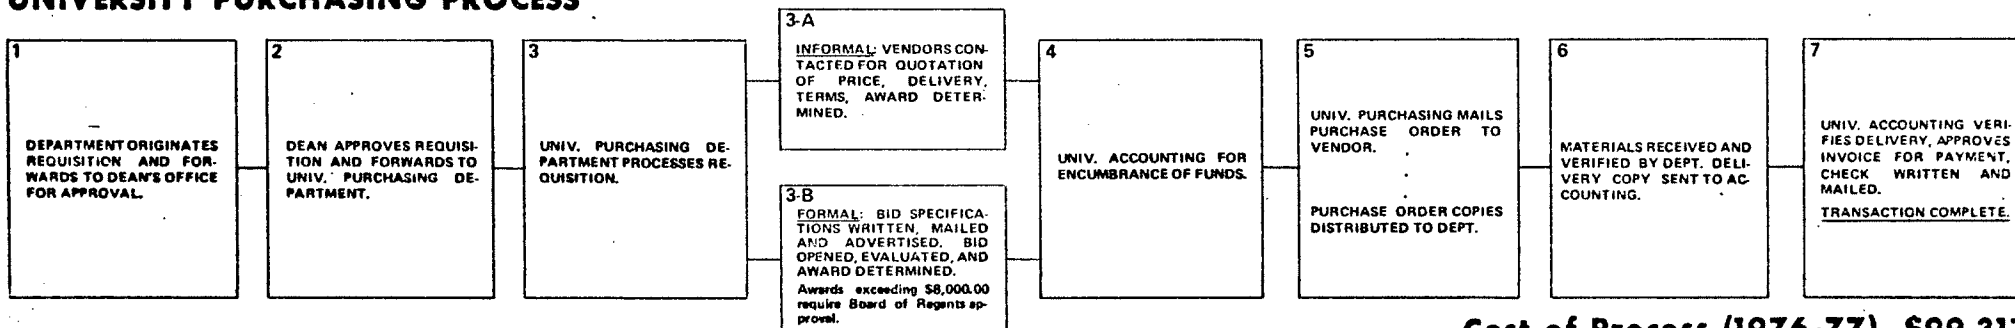 UNIVERSITY PURCHASING PROCESS
1
DEPARTMENT ORIGINATES
REQUISITION AND FOR-
WARDS TO DEAN'S OFFICE
FOR APPROVAL.
2
DEAN APPROVES REQUISI-
TION AND FORWARDS TO
UNIV. PURCHASING DE-
PARTMENT.
3
UNIV. PURCHASING DE-
PARTMENT PROCESSES RE-
QUISITION.
3-A
INFORMAL: VENDORS CON-
TACTED FOR QUOTATION
OF PRICE, DELIVERY,
TERMS, AWARD DETER-
MINED.
3-B
FORMAL: BID SPECIFICA-
TIONS WRITTEN, MAILED
AND ADVERTISED. BID
OPENED, EVALUATED, AND
AWARD DETERMINED.
Awards exceeding $8,000.00
require Board of Regents ap-
proval.
4
UNIV. ACCOUNTING FOR
ENCUMBRANCE OF FUNDS.
5
UNIV. PURCHASING MAILS
PURCHASE ORDER TO
VENDOR.
PURCHASE ORDER COPIES
DISTRIBUTED TO DEPT.
6
MATERIALS RECEIVED AND
VERIFIED BY DEPT. DELI-
VERY COPY SENT TO AC-
COUNTING.
7
UNIV. ACCOUNTING VERI-
FIES DELIVERY, APPROVES
INVOICE FOR PAYMENT,
CHECK WRITTEN AND
MAILED.
TRANSACTION COMPLETE.
Cost of Process (1976-77)